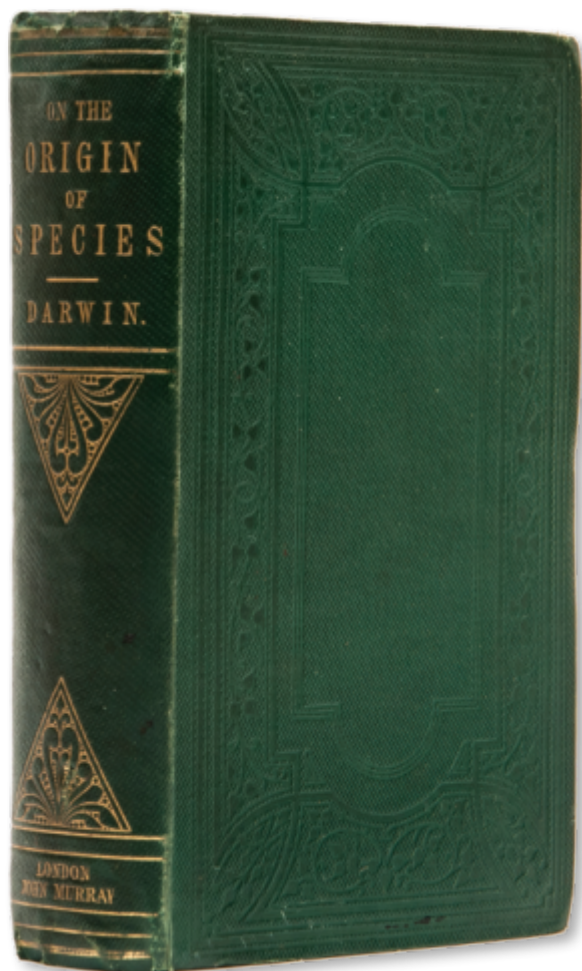 ON THE
ORIGIN
OF
SPECIES
DARWIN.
LONDON
JOHN MURRAY